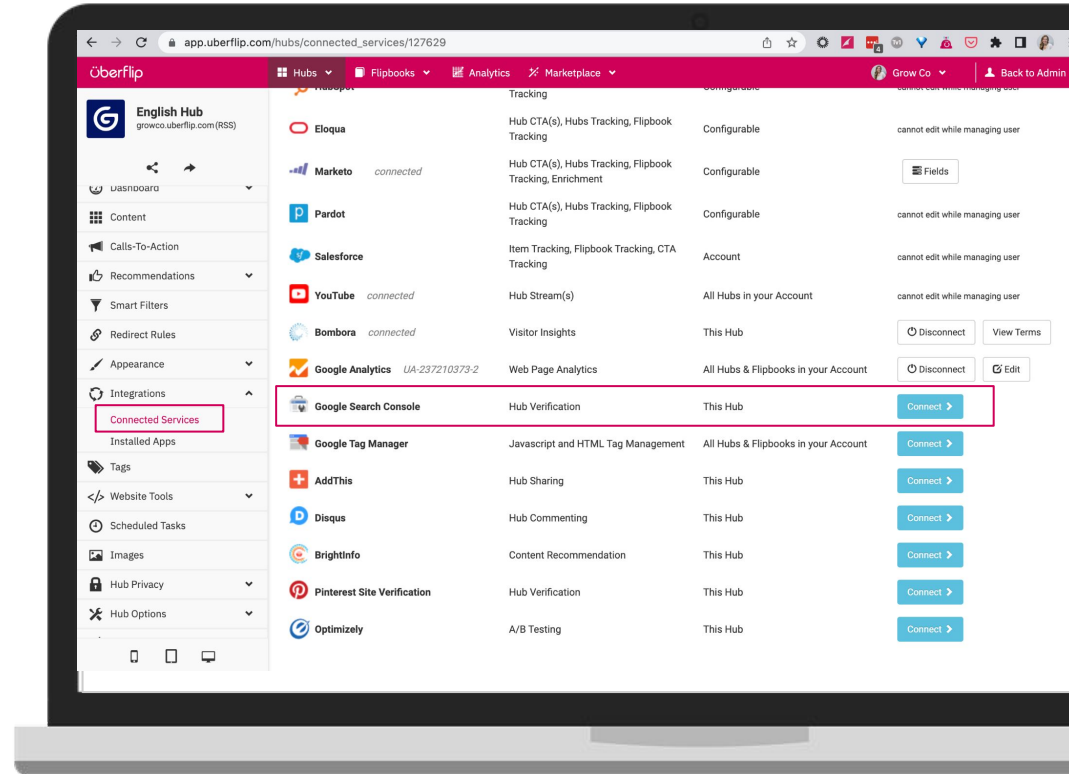 app.uberflip.com/hubs/connected_services/127629
4
überflip
Hubs
Flipbooks
Analytics
Marketplace
Grow Co
Back to Admin
English Hub
growco.uberflip.com (RSS)
Dashboard
Content
Calls-To-Action
Recommendations
Smart Filters
Redirect Rules
Appearance
Integrations
Connected Services
Installed Apps
Tags
Website Tools
Scheduled Tasks
Images
Hub Privacy
Hub Options
Hubspot Tracking Configurable cannot edit while managing user
Eloqua Hub CTA(s), Hubs Tracking, Flipbook Configurable cannot edit while managing user
Tracking
Marketo connected Hub CTA(s), Hubs Tracking, Flipbook Configurable Fields
Tracking, Enrichment
Pardot Hub CTA(s), Hubs Tracking, Flipbook Configurable cannot edit while managing user
Tracking
Salesforce Item Tracking, Flipbook Tracking, CTA Account cannot edit while managing user
Tracking
YouTube connected Hub Stream(s) All Hubs in your Account cannot edit while managing user
Bombora connected Visitor Insights This Hub Disconnect View Terms
Google Analytics UA-237210373-2 Web Page Analytics All Hubs & Flipbooks in your Account Disconnect Edit
Google Search Console Hub Verification This Hub Connect
Google Tag Manager Javascript and HTML Tag Management All Hubs & Flipbooks in your Account Connect
AddThis Hub Sharing This Hub Connect
Disqus Hub Commenting This Hub Connect
BrightInfo Content Recommendation This Hub Connect
Pinterest Site Verification Hub Verification This Hub Connect
Optimizely A/B Testing This Hub Connect